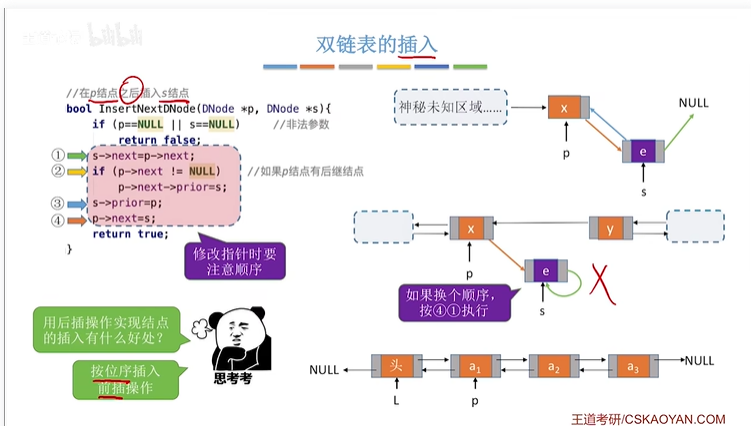 双链表的插入
//在p结点之后插入s结点
bool InsertNextDNode(DNode *p, DNode *s){
if (p==NULL || s==NULL) //非法参数
return false;
① s->next=p->next;
② if (p->next != NULL) //如果p结点有后继结点
p->next->prior=s;
③ s->prior=p;
④ p->next=s;
return true;
}
修改指针时要
注意顺序
用后插操作实现结点
的插入有什么好处?
按位序插入
前插操作
思考考
神秘未知区域……
x
NULL
p
e
s
x
y
p
e
s
如果换个顺序,
按④①执行
NULL
头
a1
a2
a3
NULL
L
p
王道考研/CSKAOYAN.COM